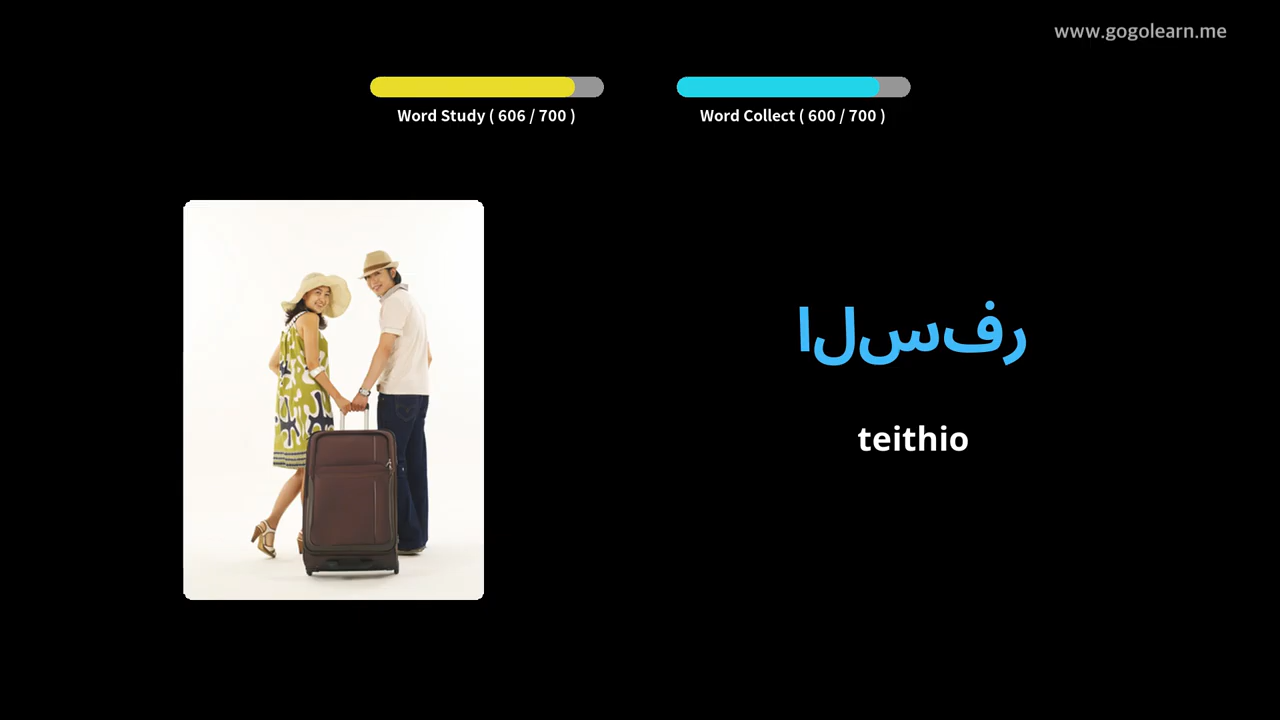 www.gogolearn.me
Word Study ( 606 / 700 )
Word Collect ( 600 / 700 )
السفر
teithio